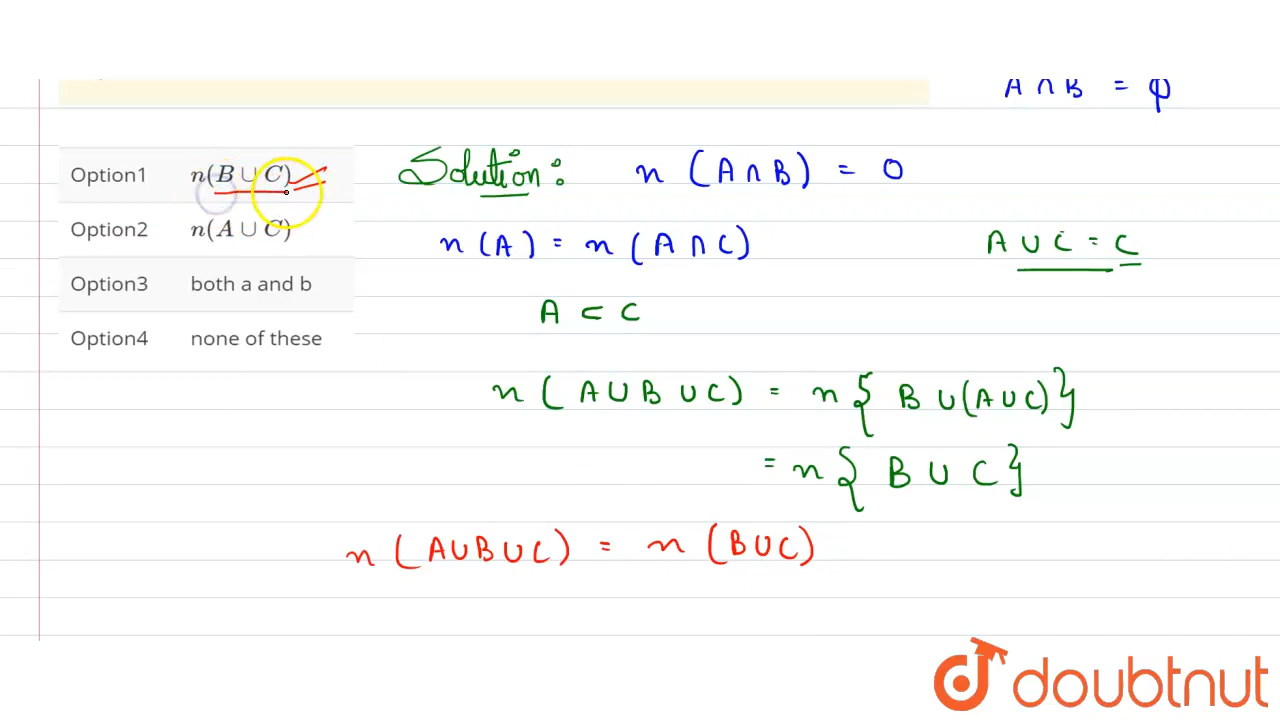 A ∩ B = φ
Option1 n(B ∪ C)
Option2 n(A ∪ C)
Option3 both a and b
Option4 none of these
Solution: n (A ∩ B) = 0
n (A) = n (A ∩ C)
A ∪ C = C
A ⊂ C
n ( A ∪ B ∪ C) = n { B ∪ (A ∪ C) }
= n { B ∪ C }
n ( A ∪ B ∪ C) = n (B ∪ C)
doubtnut